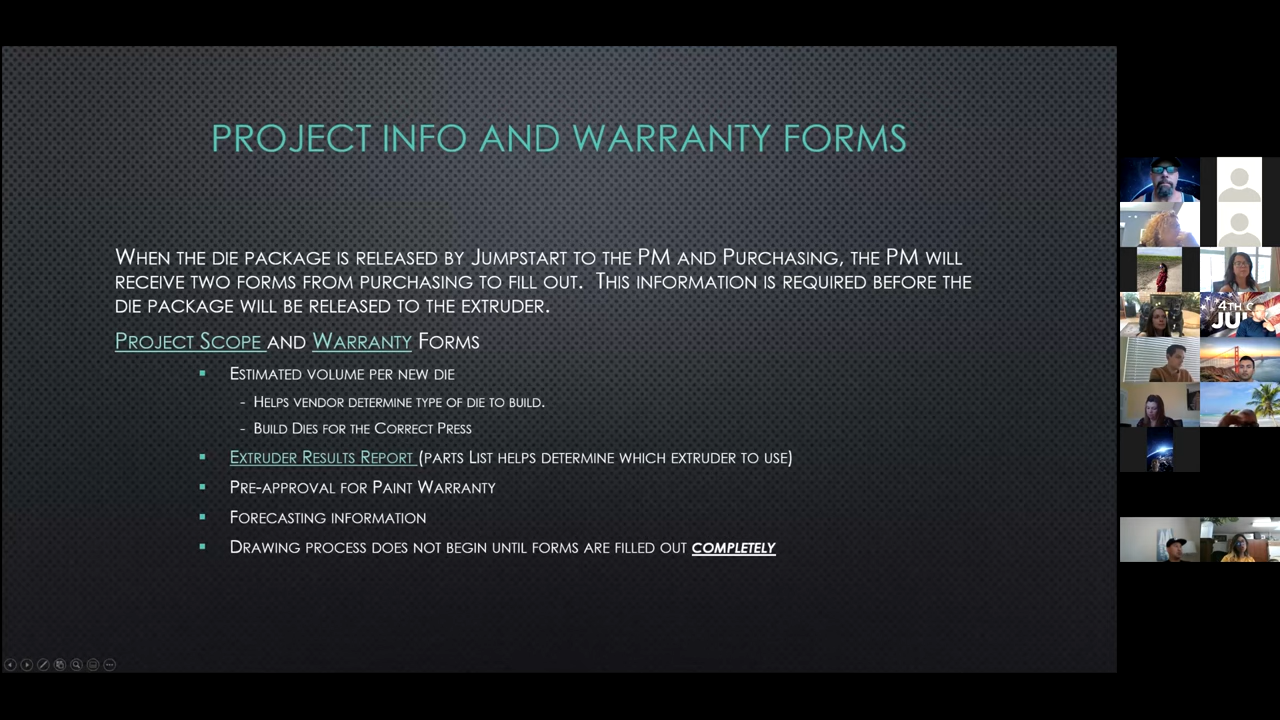 PROJECT INFO AND WARRANTY FORMS
WHEN THE DIE PACKAGE IS RELEASED BY JUMPSTART TO THE PM AND PURCHASING, THE PM WILL
RECEIVE TWO FORMS FROM PURCHASING TO FILL OUT. THIS INFORMATION IS REQUIRED BEFORE THE
DIE PACKAGE WILL BE RELEASED TO THE EXTRUDER.
PROJECT SCOPE AND WARRANTY FORMS
▪ ESTIMATED VOLUME PER NEW DIE
- HELPS VENDOR DETERMINE TYPE OF DIE TO BUILD.
- BUILD DIES FOR THE CORRECT PRESS
▪ EXTRUDER RESULTS REPORT (PARTS LIST HELPS DETERMINE WHICH EXTRUDER TO USE)
▪ PRE-APPROVAL FOR PAINT WARRANTY
▪ FORECASTING INFORMATION
▪ DRAWING PROCESS DOES NOT BEGIN UNTIL FORMS ARE FILLED OUT COMPLETELY
4TH